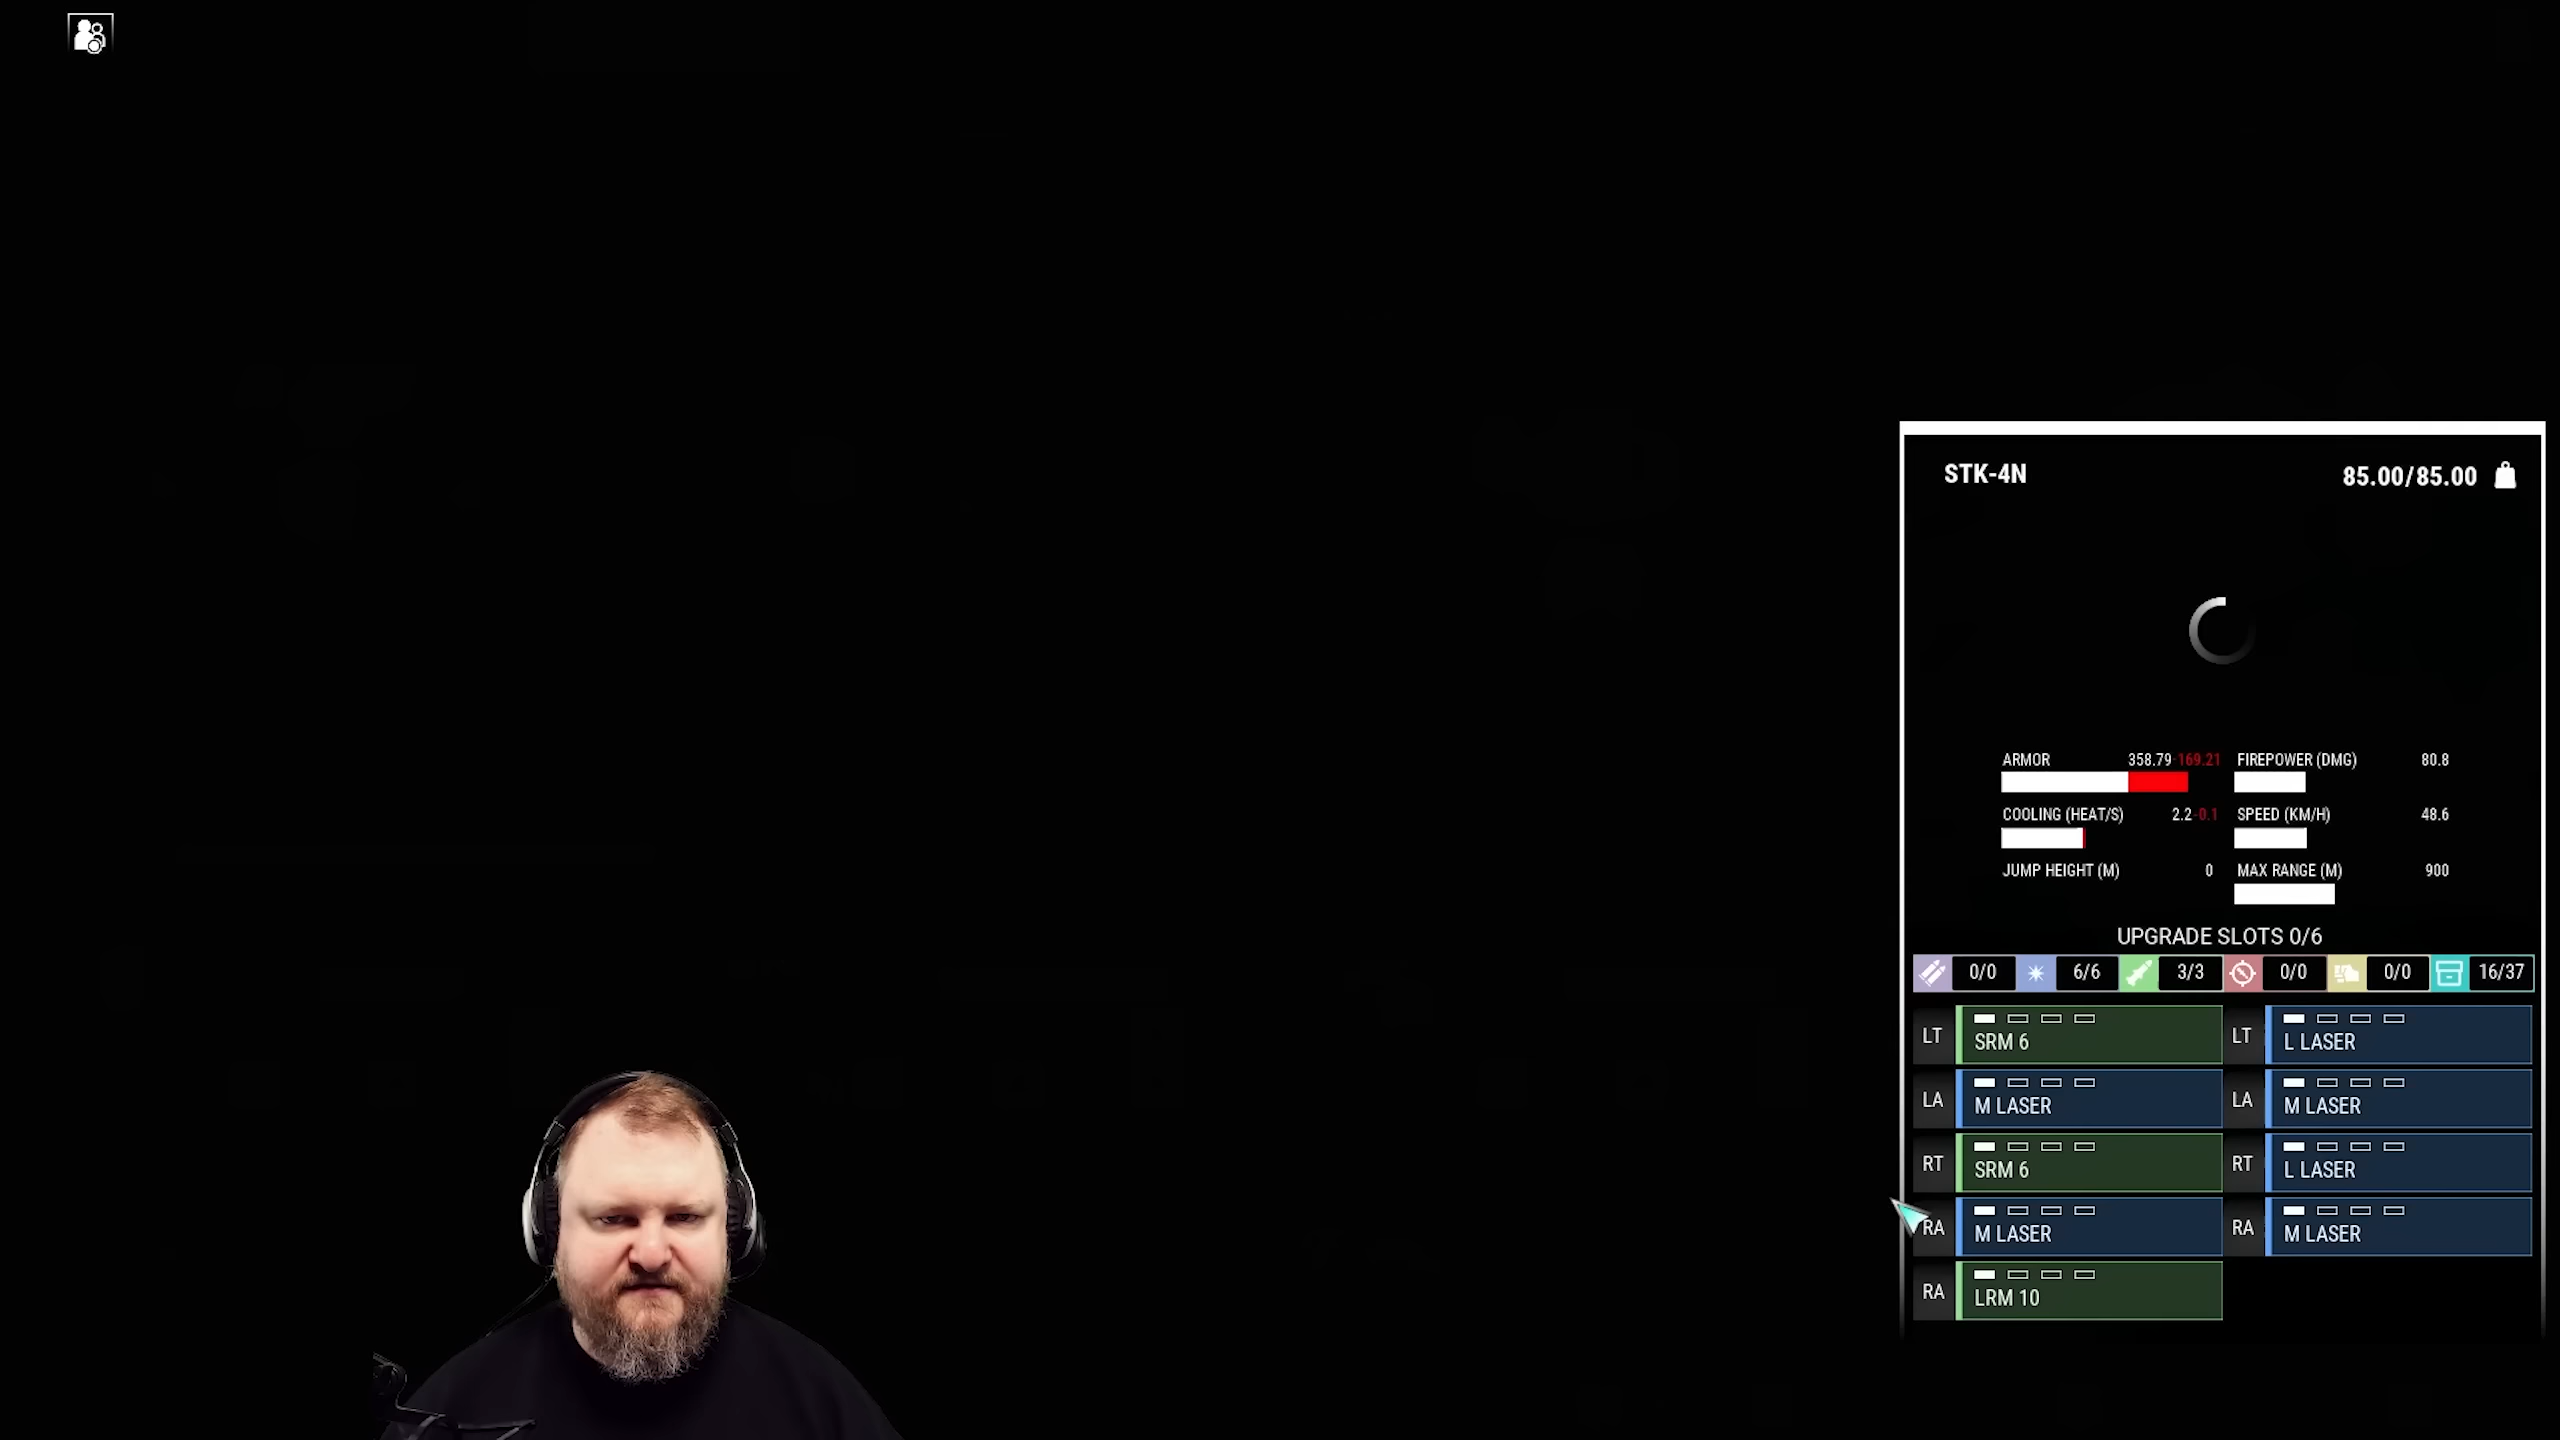 STK-4N 85.00/85.00
ARMOR 358.79-169.21 FIREPOWER (DMG) 80.8
COOLING (HEAT/S) 2.2-0.1 SPEED (KM/H) 48.6
JUMP HEIGHT (M) 0 MAX RANGE (M) 900
UPGRADE SLOTS 0/6
0/0 6/6 3/3 0/0 0/0 16/37
LT SRM 6 LT L LASER
LA M LASER LA M LASER
RT SRM 6 RT L LASER
RA M LASER RA M LASER
RA LRM 10